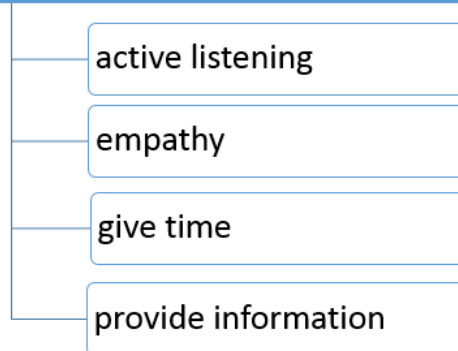 active listening
empathy
give time
provide information